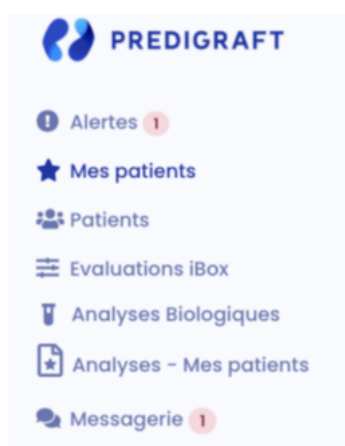 PREDIGRAFT
Alertes 1
Mes patients
Patients
Evaluations iBox
Analyses Biologiques
Analyses - Mes patients
Messagerie 1